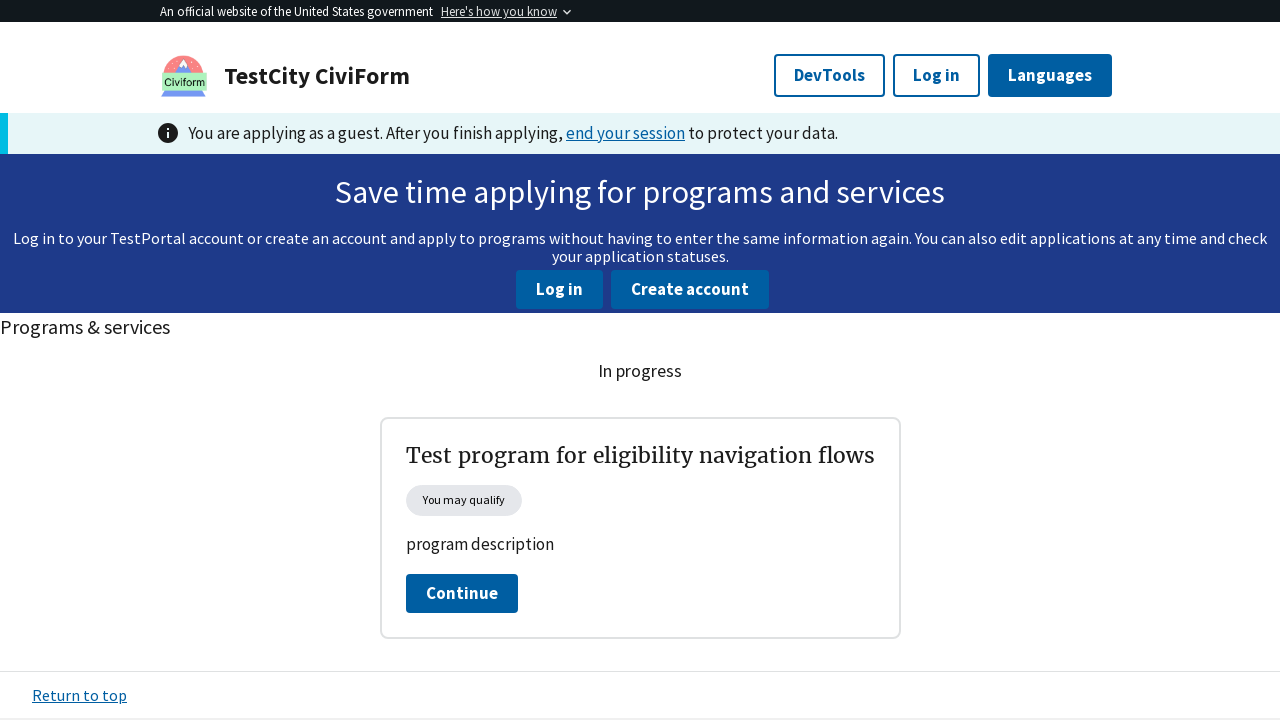 An official website of the United States government Here's how you know
Civiform
TestCity CiviForm
DevTools
Log in
Languages
You are applying as a guest. After you finish applying, end your session to protect your data.
Save time applying for programs and services
Log in to your TestPortal account or create an account and apply to programs without having to enter the same information again. You can also edit applications at any time and check
your application statuses.
Log in
Create account
Programs & services
In progress
Test program for eligibility navigation flows
You may qualify
program description
Continue
Return to top